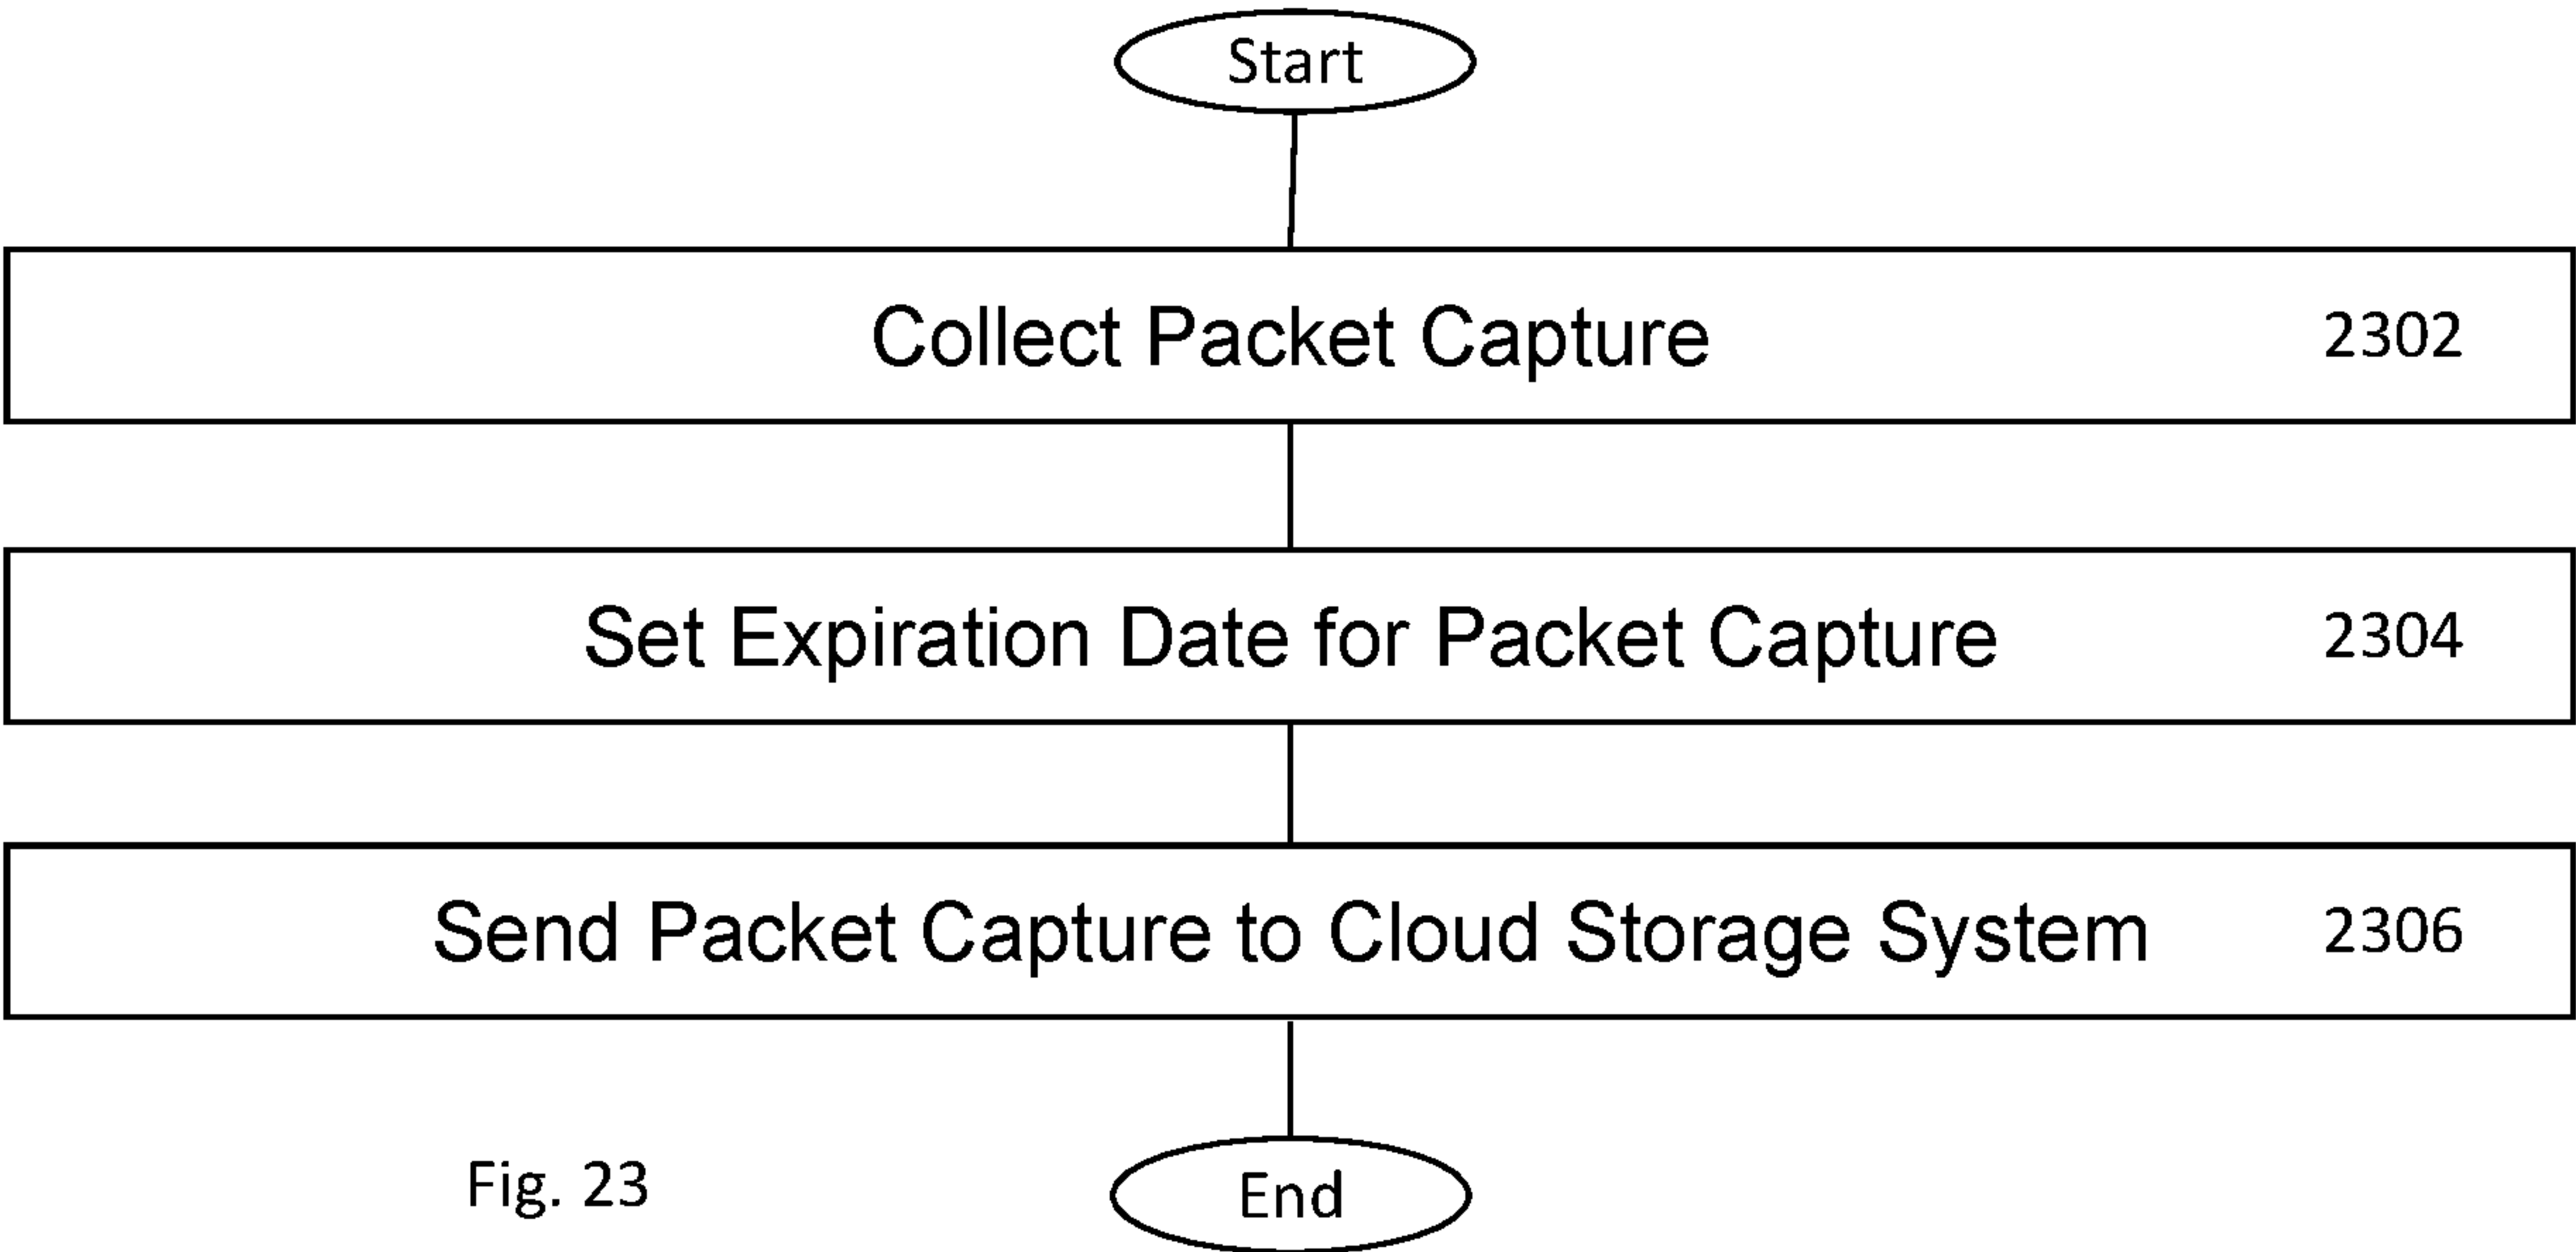 Start
Collect Packet Capture 2302
Set Expiration Date for Packet Capture 2304
Send Packet Capture to Cloud Storage System 2306
Fig. 23
End